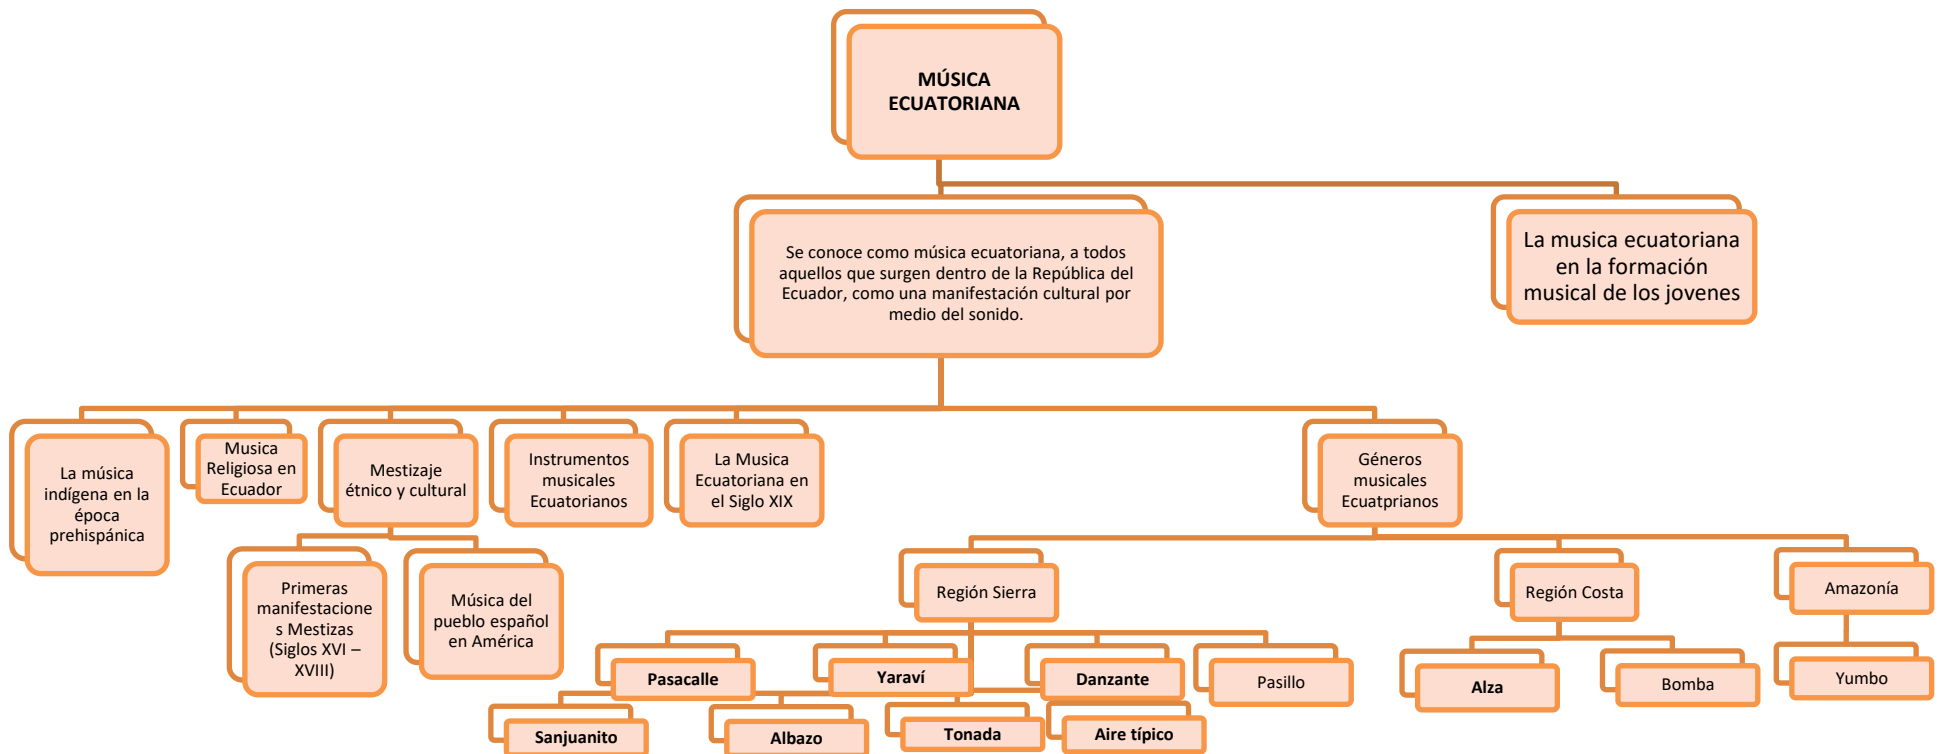 MÚSICA
ECUATORIANA
Se conoce como música ecuatoriana, a todos
aquellos que surgen dentro de la República del
Ecuador, como una manifestación cultural por
medio del sonido.
La musica ecuatoriana
en la formación
musical de los jovenes
La música
indígena en la
época
prehispánica
Musica
Religiosa en
Ecuador
Mestizaje
étnico y cultural
Instrumentos
musicales
Ecuatorianos
La Musica
Ecuatoriana en
el Siglo XIX
Géneros
musicales
Ecuatprianos
Primeras
manifestacione
s Mestizas
(Siglos XVI –
XVIII)
Música del
pueblo español
en América
Región Sierra
Región Costa
Amazonía
Pasacalle
Yaraví
Danzante
Pasillo
Alza
Bomba
Yumbo
Sanjuanito
Albazo
Tonada
Aire típico